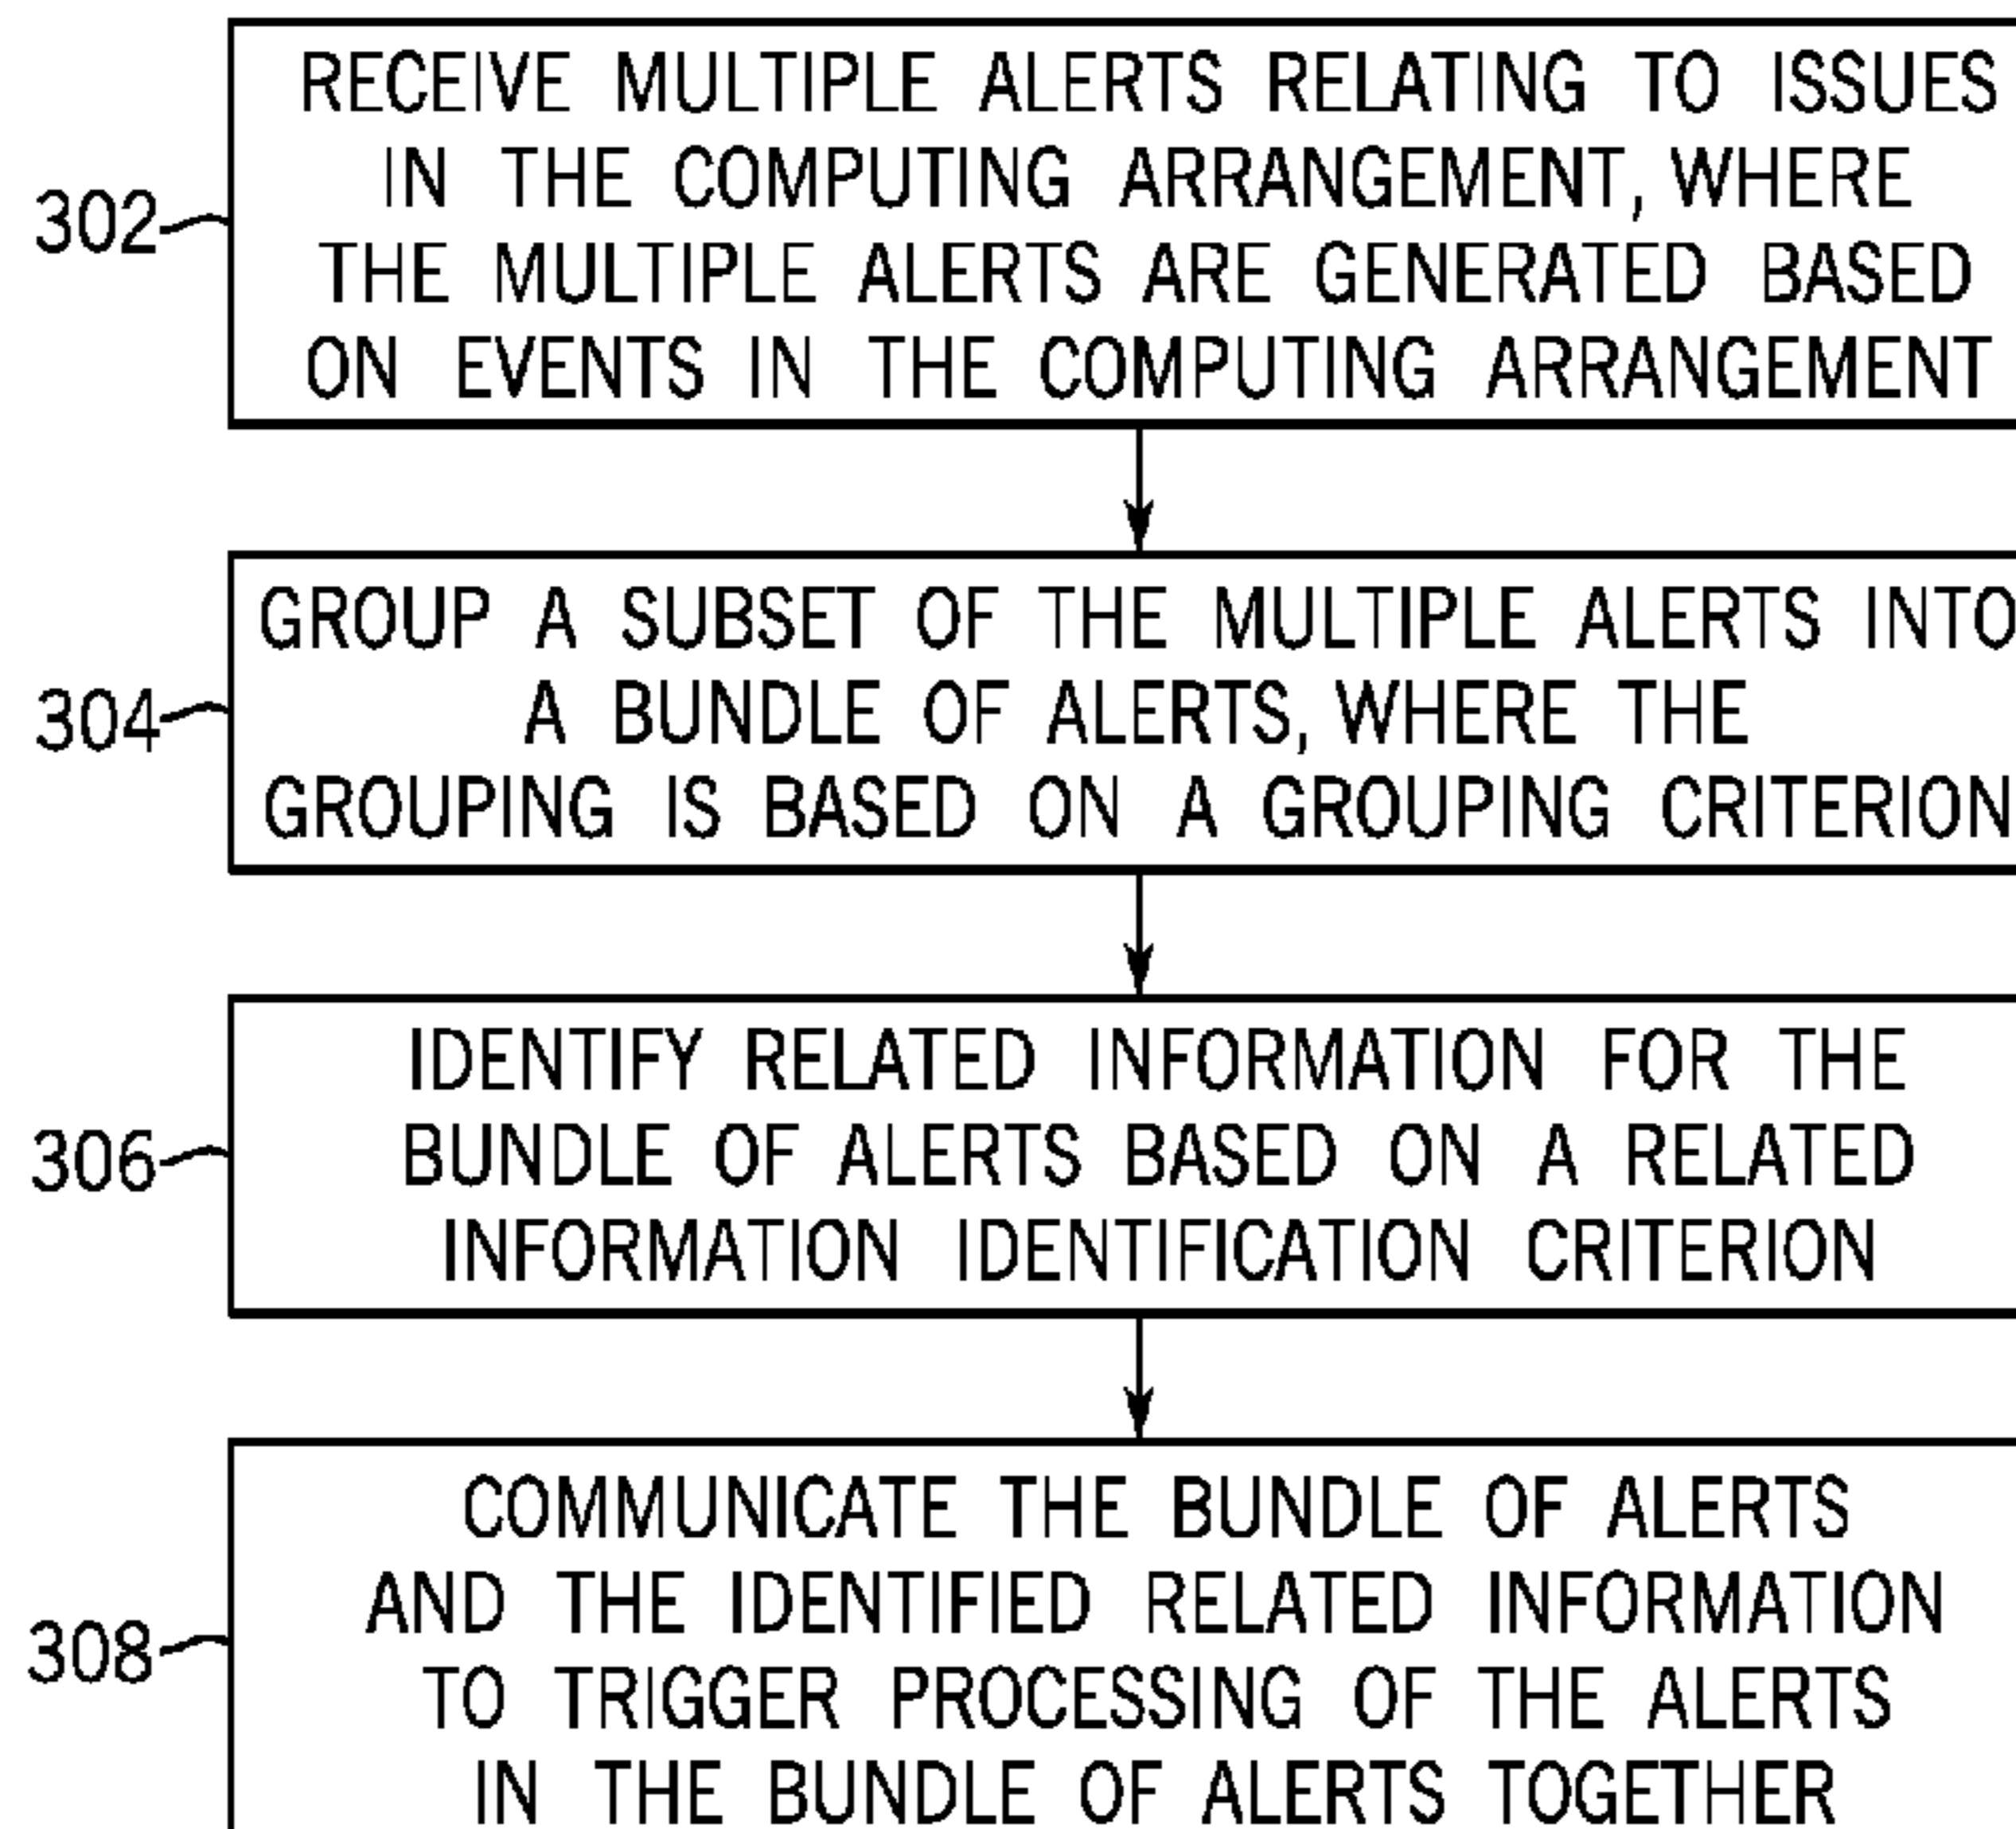 RECEIVE MULTIPLE ALERTS RELATING TO ISSUES
IN THE COMPUTING ARRANGEMENT, WHERE
302
THE MULTIPLE ALERTS ARE GENERATED BASED
ON EVENTS IN THE COMPUTING ARRANGEMENT
GROUP A SUBSET OF THE MULTIPLE ALERTS INTO
304
A BUNDLE OF ALERTS, WHERE THE
GROUPING IS BASED ON A GROUPING CRITERION
IDENTIFY RELATED INFORMATION FOR THE
306
BUNDLE OF ALERTS BASED ON A RELATED
INFORMATION IDENTIFICATION CRITERION
COMMUNICATE THE BUNDLE OF ALERTS
AND THE IDENTIFIED RELATED INFORMATION
308
TO TRIGGER PROCESSING OF THE ALERTS
IN THE BUNDLE OF ALERTS TOGETHER